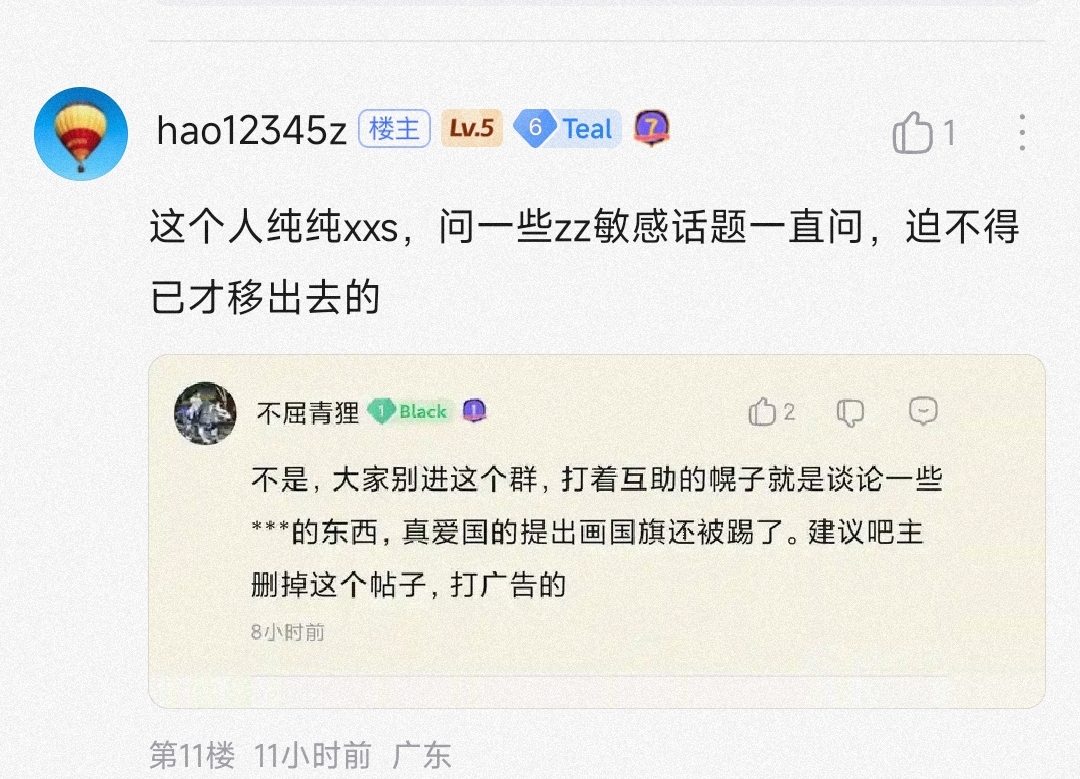 hao12345z 楼主 Lv.5 6 Teal 7 1
这个人纯纯xxs，问一些zz敏感话题一直问，迫不得
已才移出去的
不屈青狸 1 Black 1 2
不是，大家别进这个群，打着互助的幌子就是谈论一些
***的东西，真爱国的提出画国旗还被踢了。建议吧主
删掉这个帖子，打广告的
8小时前
第11楼 11小时前 广东